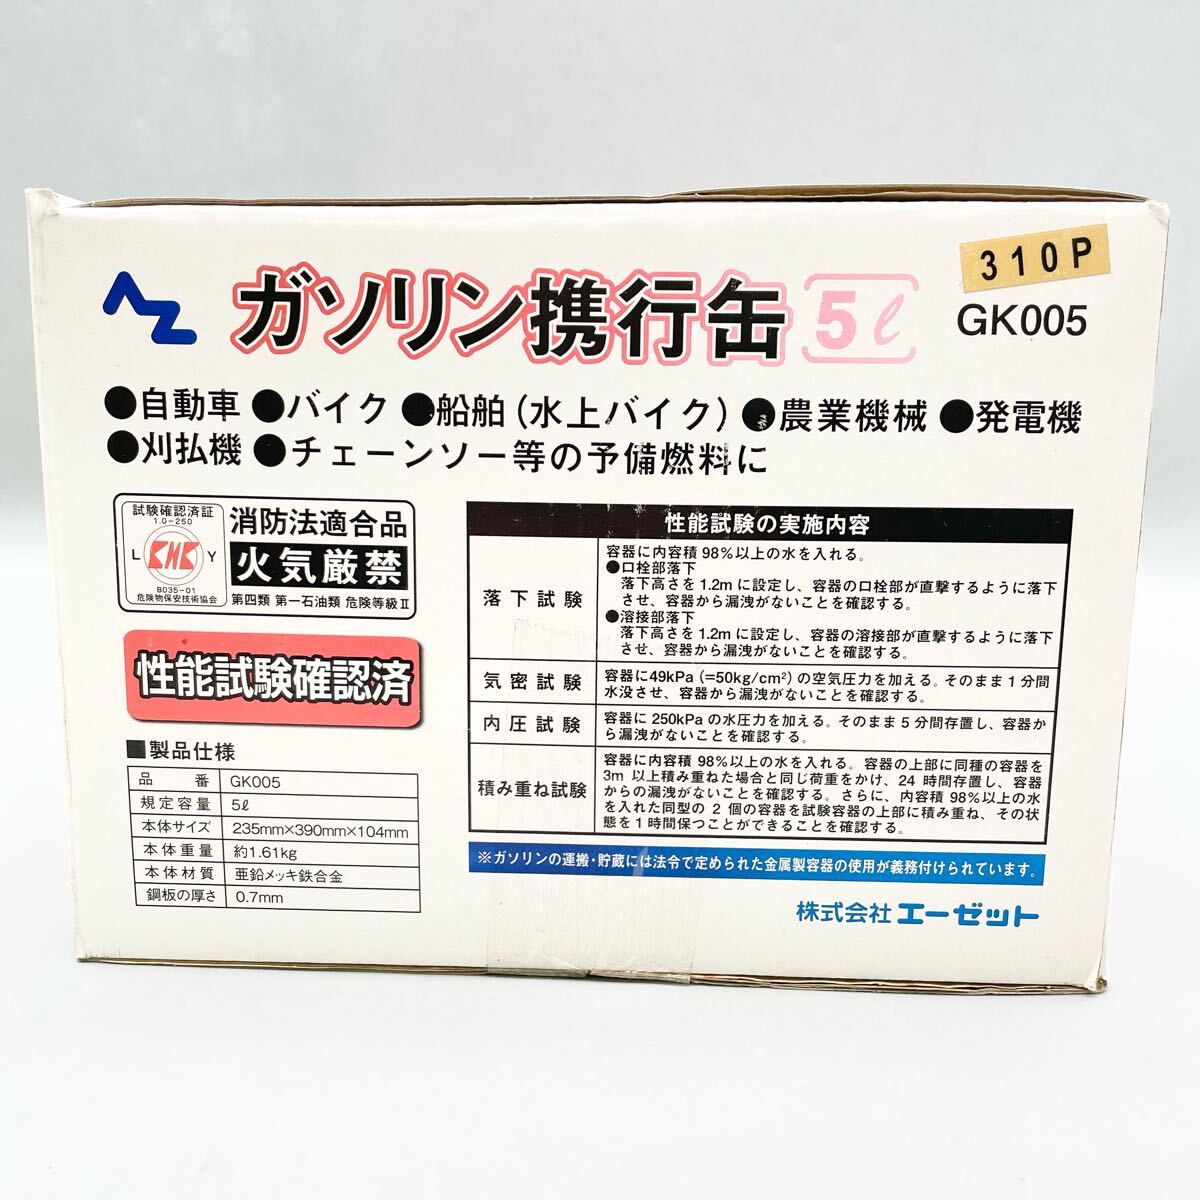 310P
AZ
ガソリン携行缶 5ℓ
GK005
●自動車 ●バイク ●船舶(水上バイク) ●農業機械 ●発電機
●刈払機 ●チェーンソー等の予備燃料に
試験確認済証
1.0-250
L KHK Y
B035-01
危険物保安技術協会
消防法適合品
火気厳禁
第四類 第一石油類 危険等級Ⅱ
性能試験確認済
■製品仕様
品番 GK005
規定容量 5ℓ
本体サイズ 235mm×390mm×104mm
本体重量 約1.61kg
本体材質 亜鉛メッキ鉄合金
鋼板の厚さ 0.7mm
性能試験の実施内容
落下試験
容器に内容積 98%以上の水を入れる。
●口栓部落下
落下高さを1.2mに設定し、容器の口栓部が直撃するように落下
させ、容器から漏洩がないことを確認する。
●溶接部落下
落下高さを1.2mに設定し、容器の溶接部が直撃するように落下
させ、容器から漏洩がないことを確認する。
気密試験
容器に49kPa(=50kg/cm²)の空気圧力を加える。そのまま1分間
水没させ、容器から漏洩がないことを確認する。
内圧試験
容器に 250kPa の水圧力を加える。そのまま5分間存置し、容器か
ら漏洩がないことを確認する。
積み重ね試験
容器に内容積 98%以上の水を入れる。容器の上部に同種の容器を
3m 以上積み重ねた場合と同じ荷重をかけ、24 時間存置し、容器
からの漏洩がないことを確認する。さらに、内容積 98%以上の水
を入れた同型の 2 個の容器を試験容器の上部に積み重ね、その状
態を1時間保つことができることを確認する。
※ガソリンの運搬・貯蔵には法令で定められた金属製容器の使用が義務付けられています。
株式会社 エーゼット